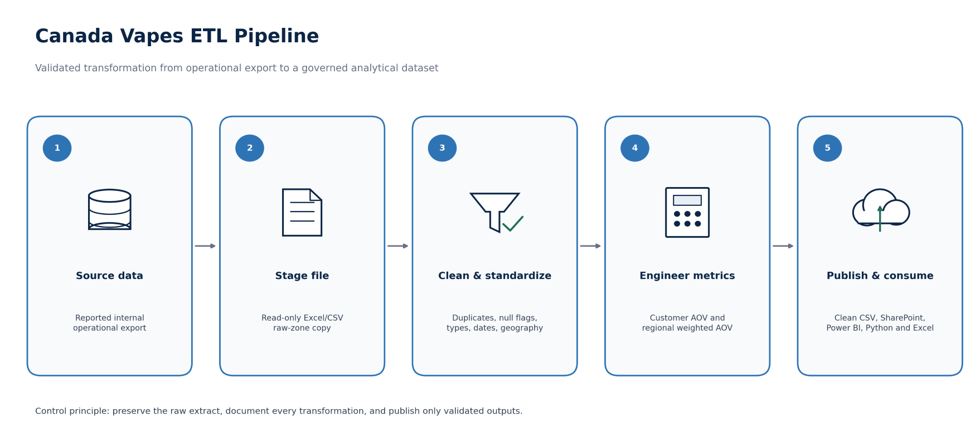 Canada Vapes ETL Pipeline
Validated transformation from operational export to a governed analytical dataset
1
Source data
Reported internal
operational export
2
Stage file
Read-only Excel/CSV
raw-zone copy
3
Clean & standardize
Duplicates, null flags,
types, dates, geography
4
Engineer metrics
Customer AOV and
regional weighted AOV
5
Publish & consume
Clean CSV, SharePoint,
Power BI, Python and Excel
Control principle: preserve the raw extract, document every transformation, and publish only validated outputs.